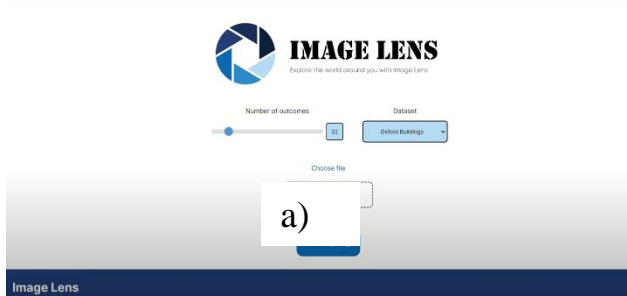 IMAGE LENS
Explore the world around you with Image Lens
Number of outcomes
Dataset
32
Oxford Buildings
Choose file
a)
Image Lens